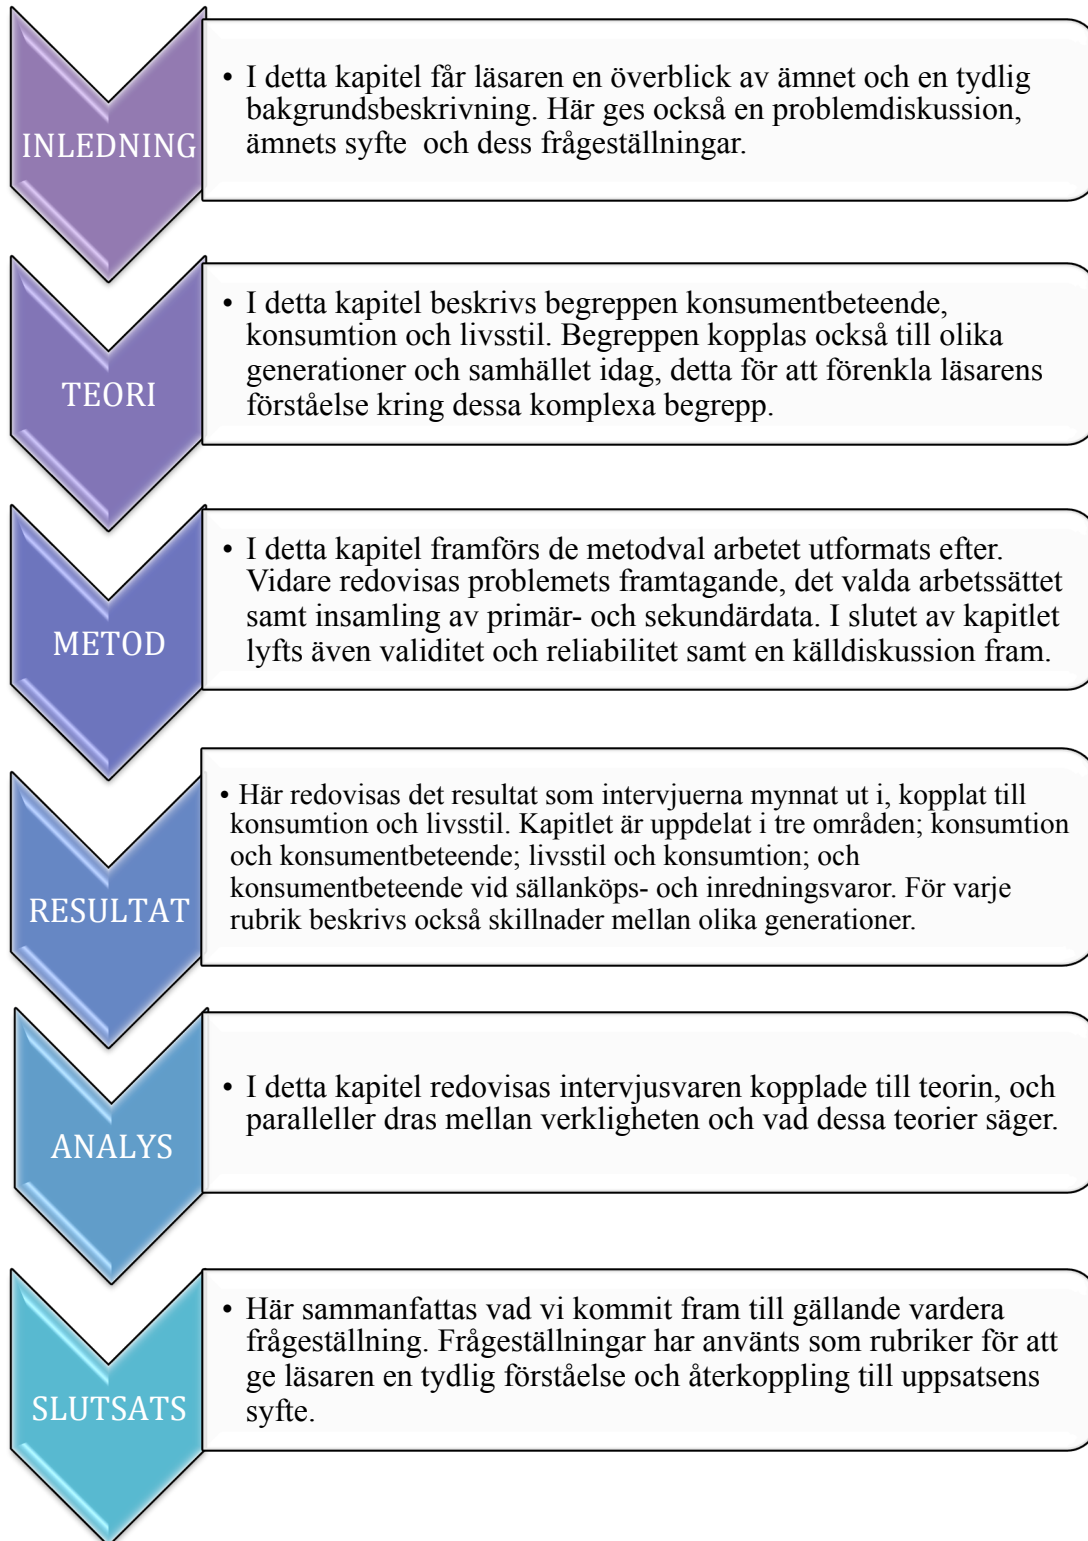 INLEDNING
• I detta kapitel får läsaren en överblick av ämnet och en tydlig
bakgrundsbeskrivning. Här ges också en problemdiskussion,
ämnets syfte  och dess frågeställningar.
TEORI
• I detta kapitel beskrivs begreppen konsumentbeteende,
konsumtion och livsstil. Begreppen kopplas också till olika
generationer och samhället idag, detta för att förenkla läsarens
förståelse kring dessa komplexa begrepp.
METOD
• I detta kapitel framförs de metodval arbetet utformats efter.
Vidare redovisas problemets framtagande, det valda arbetssättet
samt insamling av primär- och sekundärdata. I slutet av kapitlet
lyfts även validitet och reliabilitet samt en källdiskussion fram.
RESULTAT
• Här redovisas det resultat som intervjuerna mynnat ut i, kopplat till
konsumtion och livsstil. Kapitlet är uppdelat i tre områden; konsumtion
och konsumentbeteende; livsstil och konsumtion; och
konsumentbeteende vid sällanköps- och inredningsvaror. För varje
rubrik beskrivs också skillnader mellan olika generationer.
ANALYS
• I detta kapitel redovisas intervjusvaren kopplade till teorin, och
paralleller dras mellan verkligheten och vad dessa teorier säger.
SLUTSATS
• Här sammanfattas vad vi kommit fram till gällande vardera
frågeställning. Frågeställningar har använts som rubriker för att
ge läsaren en tydlig förståelse och återkoppling till uppsatsens
syfte.